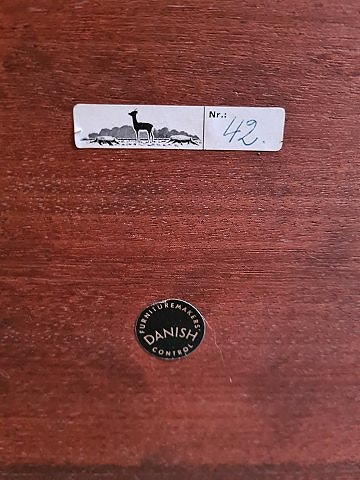 Nr.:
42.
FURNITUREMAKERS'
DANISH
CONTROL